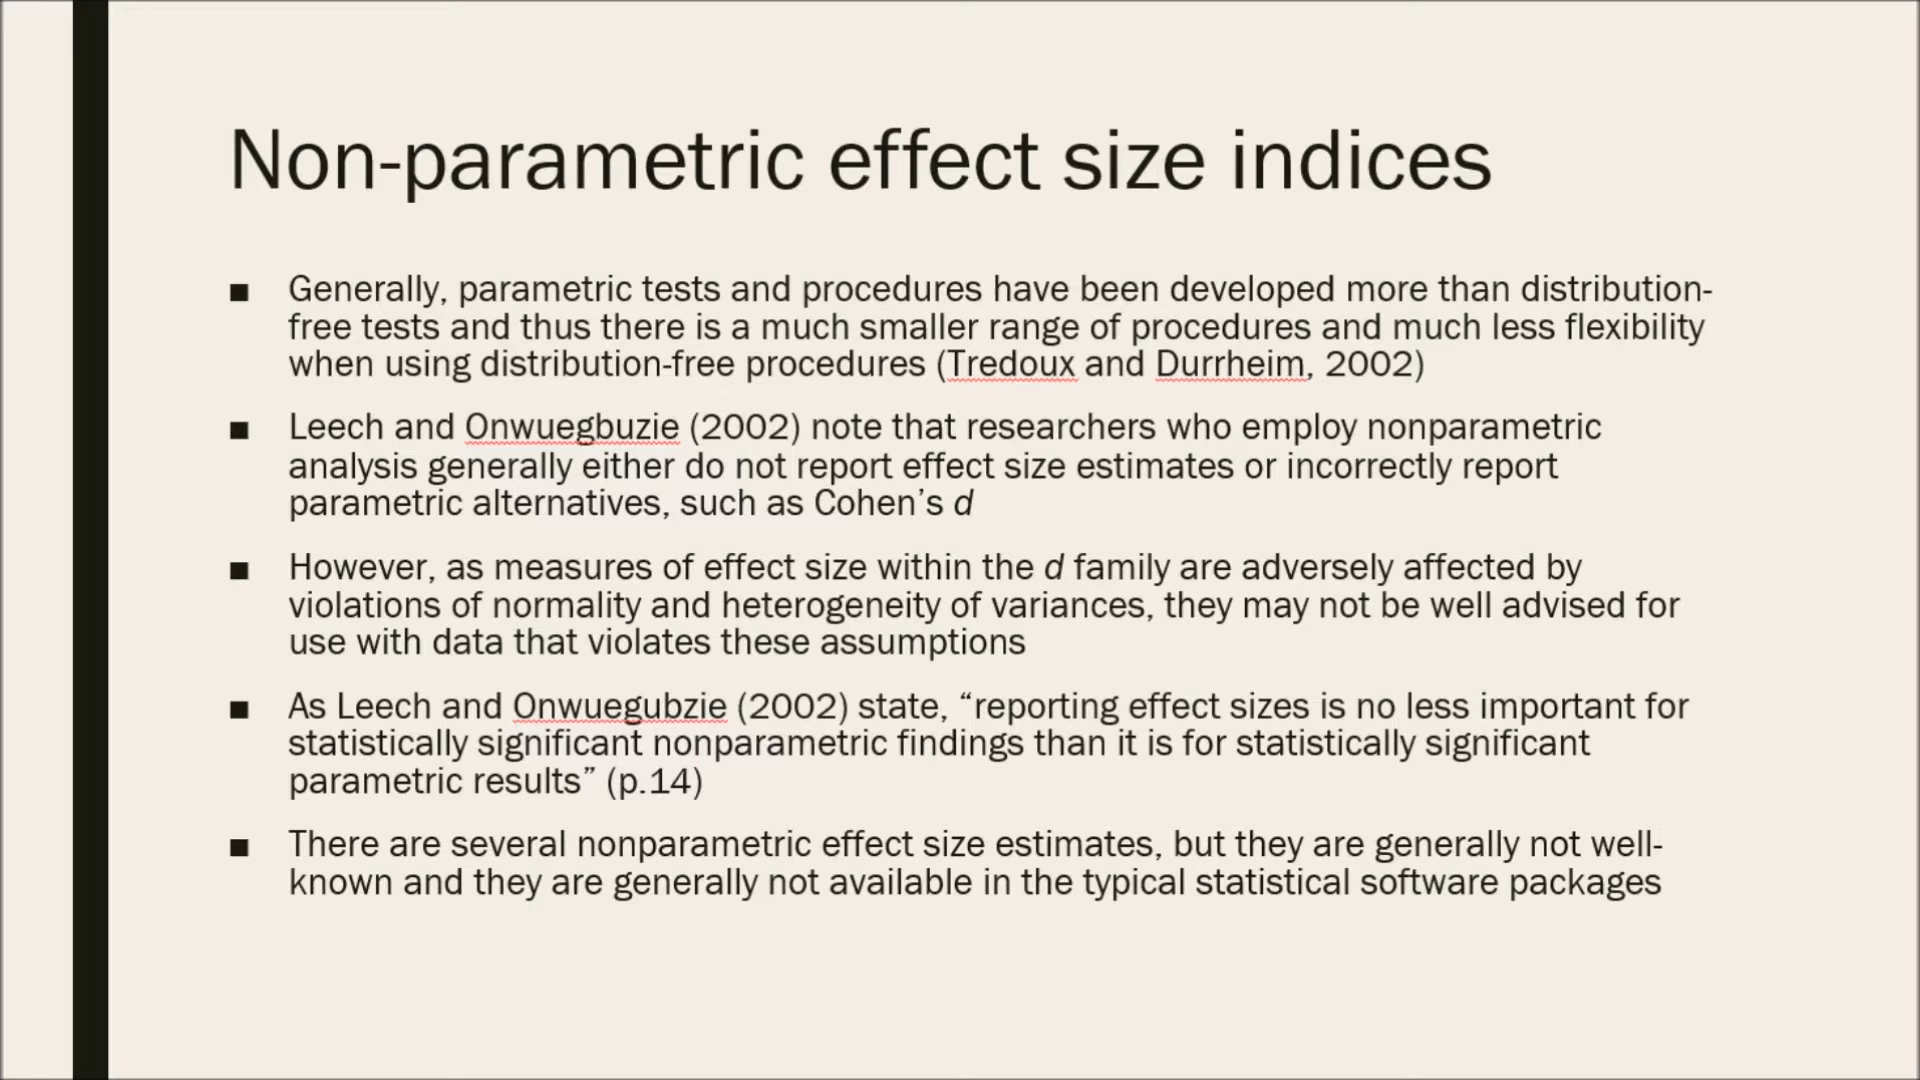 Non-parametric effect size indices
■ Generally, parametric tests and procedures have been developed more than distribution-
free tests and thus there is a much smaller range of procedures and much less flexibility
when using distribution-free procedures (Tredoux and Durrheim, 2002)
■ Leech and Onwuegbuzie (2002) note that researchers who employ nonparametric
analysis generally either do not report effect size estimates or incorrectly report
parametric alternatives, such as Cohen’s d
■ However, as measures of effect size within the d family are adversely affected by
violations of normality and heterogeneity of variances, they may not be well advised for
use with data that violates these assumptions
■ As Leech and Onwuegubzie (2002) state, “reporting effect sizes is no less important for
statistically significant nonparametric findings than it is for statistically significant
parametric results” (p.14)
■ There are several nonparametric effect size estimates, but they are generally not well-
known and they are generally not available in the typical statistical software packages